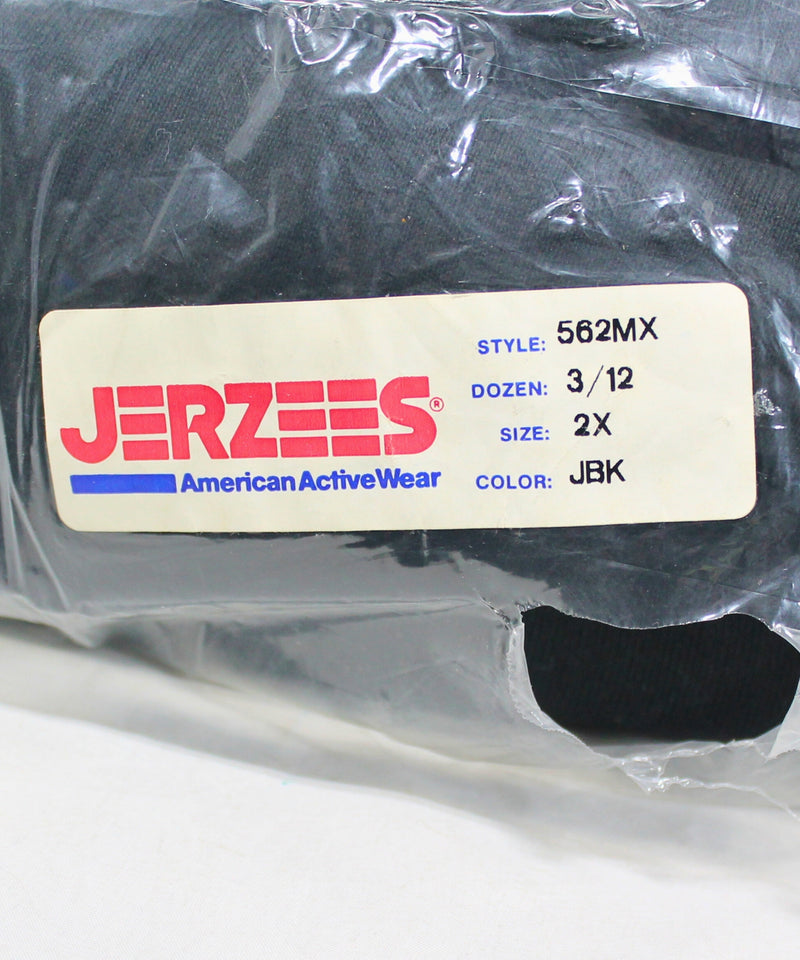 JERZEES®
American ActiveWear
STYLE: 562MX
DOZEN: 3/12
SIZE: 2X
COLOR: JBK